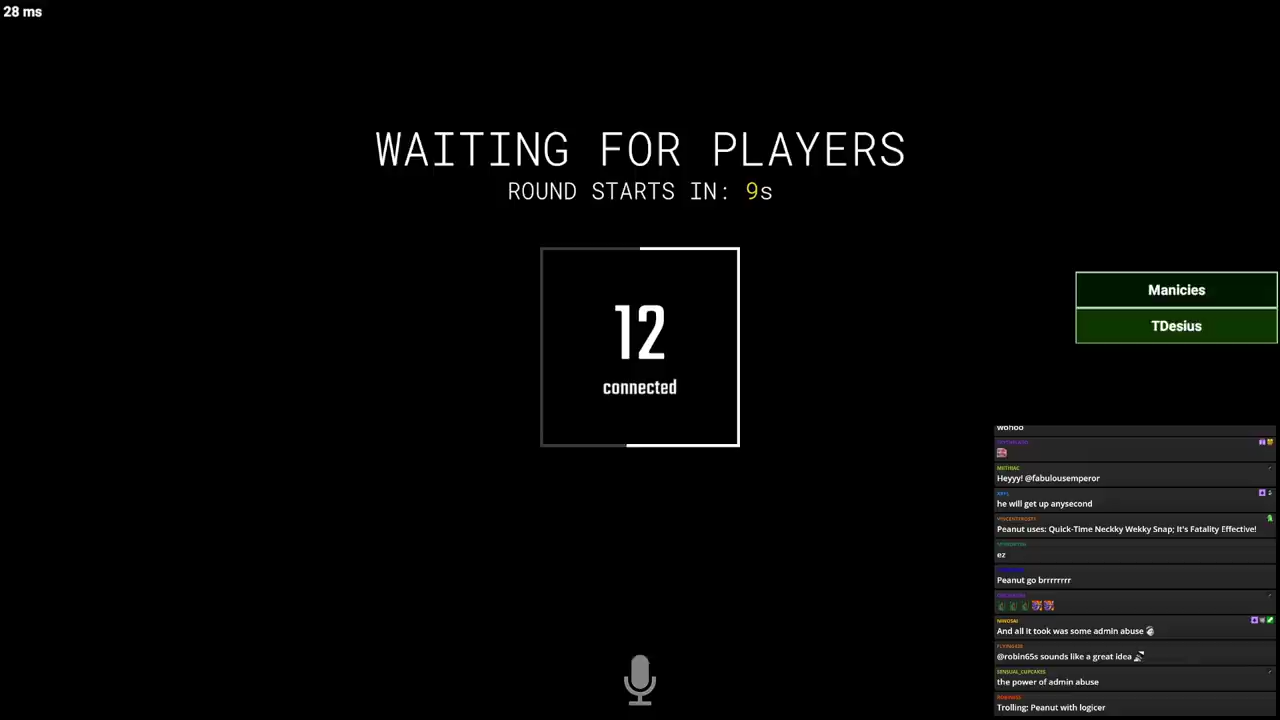 28 ms
WAITING FOR PLAYERS
ROUND STARTS IN: 9s
12
connected
Manicies
TDesius
wohoo
Heyyy! @fabulousemperor
he will get up anysecond
Peanut uses: Quick-Time Neckky Wekky Snap; It's Fatality Effective!
ez
Peanut go brrrrrrr
NIWOSAI
And all it took was some admin abuse
@robin65s sounds like a great idea
SENSUAL_CUPCAKES
the power of admin abuse
Trolling: Peanut with logicer